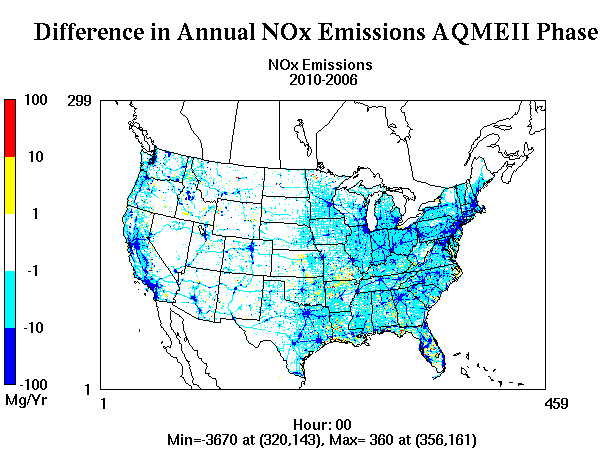 Difference in Annual NOx Emissions AQMEII Phase
NOx Emissions
2010-2006
299
100
10
1
-1
-10
-100
Mg/Yr
1
1
459
Hour: 00
Min=-3670 at (320,143), Max= 360 at (356,161)